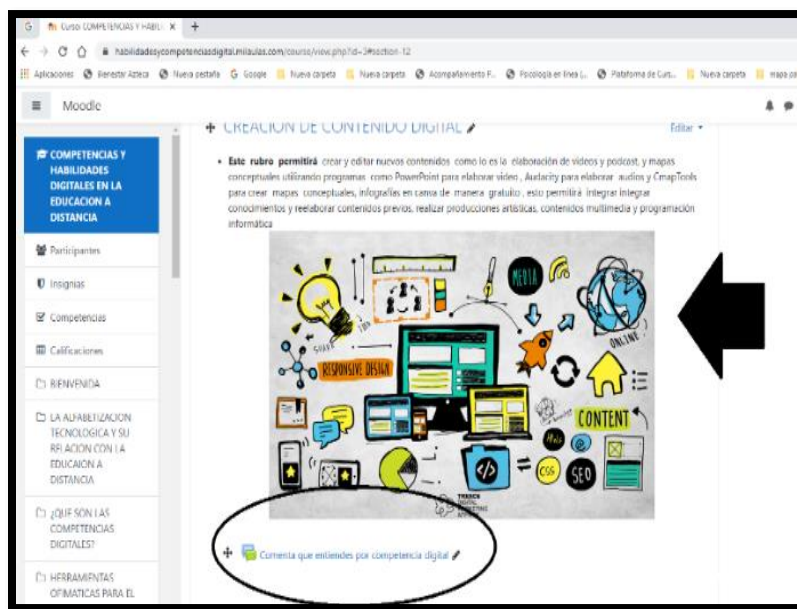 Curso: COMPETENCIAS Y HABILI
habilidadesycompetenciasdigital.milaulas.com/course/view.php?id=3#section-12
Aplicaciones Bienestar Azteca Nueva pestaña Google Nueva carpeta Nueva carpeta Acompañamiento F... Psicología en línea (... Plataforma de Curs... Nueva carpeta
Moodle
CREACION DE CONTENIDO DIGITAL
Editar
COMPETENCIAS Y
HABILIDADES
DIGITALES EN LA
EDUCACION A
DISTANCIA
Participantes
Insignias
Competencias
Calificaciones
BIENVENIDA
LA ALFABETIZACION
TECNOLOGICA Y SU
RELACION CON LA
EDUCAION A
DISTANCIA
¿QUE SON LAS
COMPETENCIAS
DIGITALES?
HERRAMIENTAS
OFIMATICAS PARA EL
Este rubro permitirá crear y editar nuevos contenidos como lo es la elaboración de videos y podcast, y mapas
conceptuales utilizando programas como PowerPoint para elaborar video , Audacity para elaborar audios y CmapTools
para crear mapas conceptuales, infografías en canva de manera gratuito , esto permitirá integrar integrar
conocimientos y reelaborar contenidos previos, realizar producciones artísticas, contenidos multimedia y programación
informática
MEDIA
ONLINE
SHARE
RESPONSIVE DESIGN
CONTENT
CSS
SEO
Comenta que entiendes por competencia digital